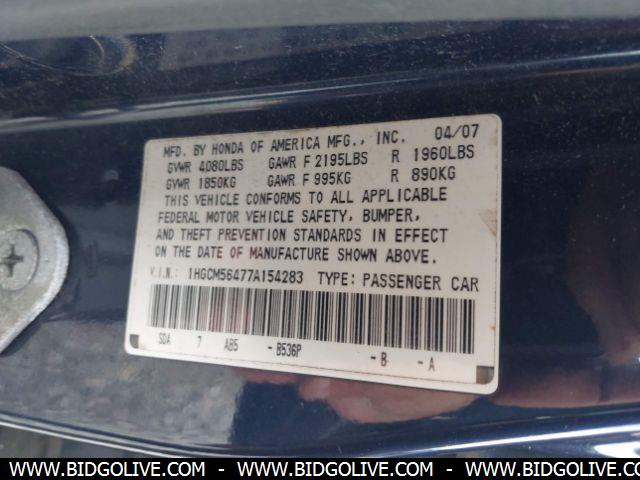 MFD. BY HONDA OF AMERICA MFG., INC. 04/07
GVWR 4080LBS GAWR F 2195LBS R 1960LBS
GVWR 1850KG GAWR F 995KG R 890KG
THIS VEHICLE CONFORMS TO ALL APPLICABLE
FEDERAL MOTOR VEHICLE SAFETY, BUMPER,
AND THEFT PREVENTION STANDARDS IN EFFECT
ON THE DATE OF MANUFACTURE SHOWN ABOVE.
V.I.N.: 1HGCM56477A154283 TYPE: PASSENGER CAR
SDA 7 AB5 - B536P - B - A
WWW.BIDGOLIVE.COM - WWW.BIDGOLIVE.COM - WWW.BIDGOLIVE.COM